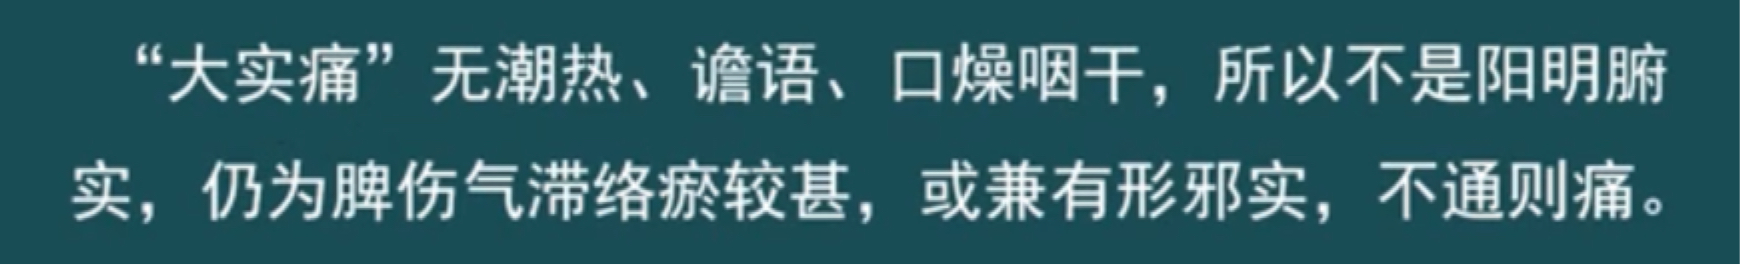 “大实痛”无潮热、谵语、口燥咽干，所以不是阳明腑
实，仍为脾伤气滞络瘀较甚，或兼有形邪实，不通则痛。